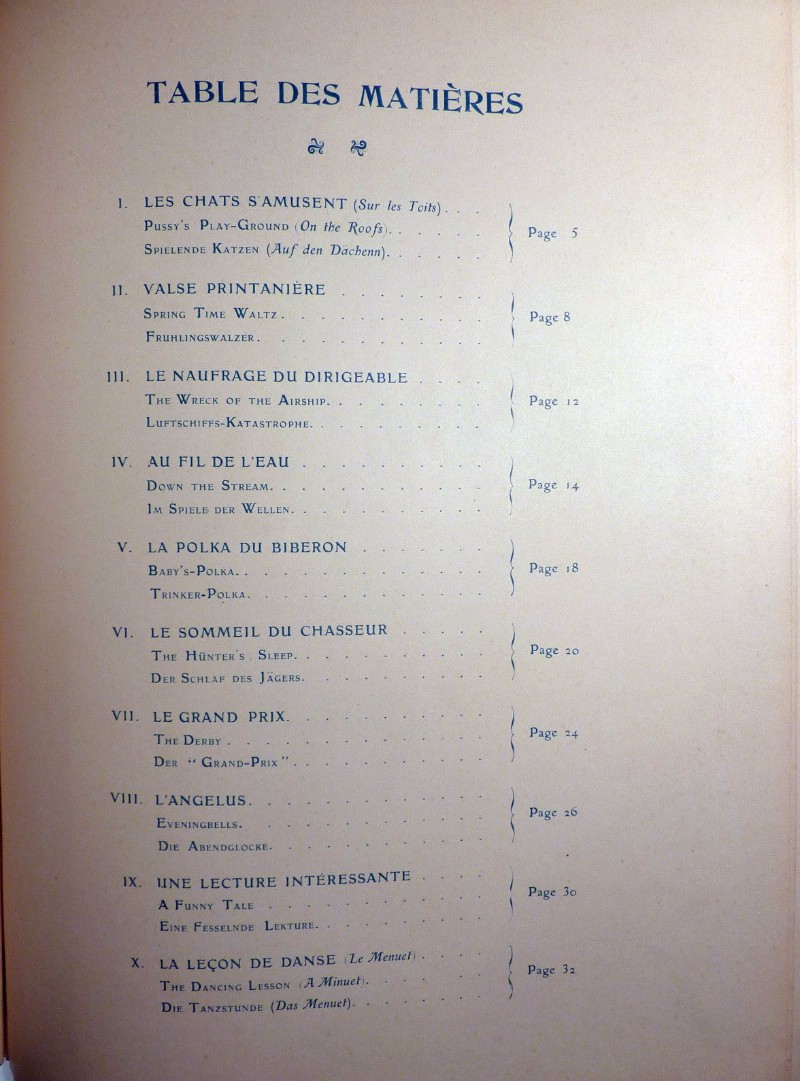 TABLE DES MATIÈRES
I. LES CHATS S'AMUSENT (Sur les Toits). . . Page 5
PUSSY'S PLAY-GROUND (On the Roofs). . . . . .
SPIELENDE KATZEN (Auf den Dächenn). . . . . .
II. VALSE PRINTANIÈRE . . . . . . Page 8
SPRING TIME WALTZ . . . . . . . .
FRUHLINGSWALZER. . . . . . . . .
III. LE NAUFRAGE DU DIRIGEABLE . . . . Page 12
THE WRECK OF THE AIRSHIP. . . . . . .
LUFTSCHIFFS-KATASTROPHE. . . . . . . .
IV. AU FIL DE L'EAU . . . . . . . Page 14
DOWN THE STREAM. . . . . . . . .
IM SPIELE DER WELLEN. . . . . . . .
V. LA POLKA DU BIBERON . . . . . . Page 18
BABY'S-POLKA. . . . . . . . . .
TRINKER-POLKA. . . . . . . . . .
VI. LE SOMMEIL DU CHASSEUR . . . . Page 20
THE HÜNTER'S SLEEP. . . . . . . .
DER SCHLAF DES JÄGERS. . . . . . . .
VII. LE GRAND PRIX. . . . . . . . Page 24
THE DERBY . . . . . . . . . .
DER "GRAND-PRIX" . . . . . . . .
VIII. L'ANGELUS. . . . . . . . . Page 26
EVENINGBELLS. . . . . . . . . .
DIE ABENDGLOCKE. . . . . . . . .
IX. UNE LECTURE INTÉRESSANTE . . . . Page 30
A FUNNY TALE . . . . . . . . .
EINE FESSELNDE LEKTURE. . . . . . . .
X. LA LEÇON DE DANSE (Le Menuet) . . . Page 32
THE DANCING LESSON (A Minuet). . . . . .
DIE TANZSTUNDE (Das Menuet). . . . . . .